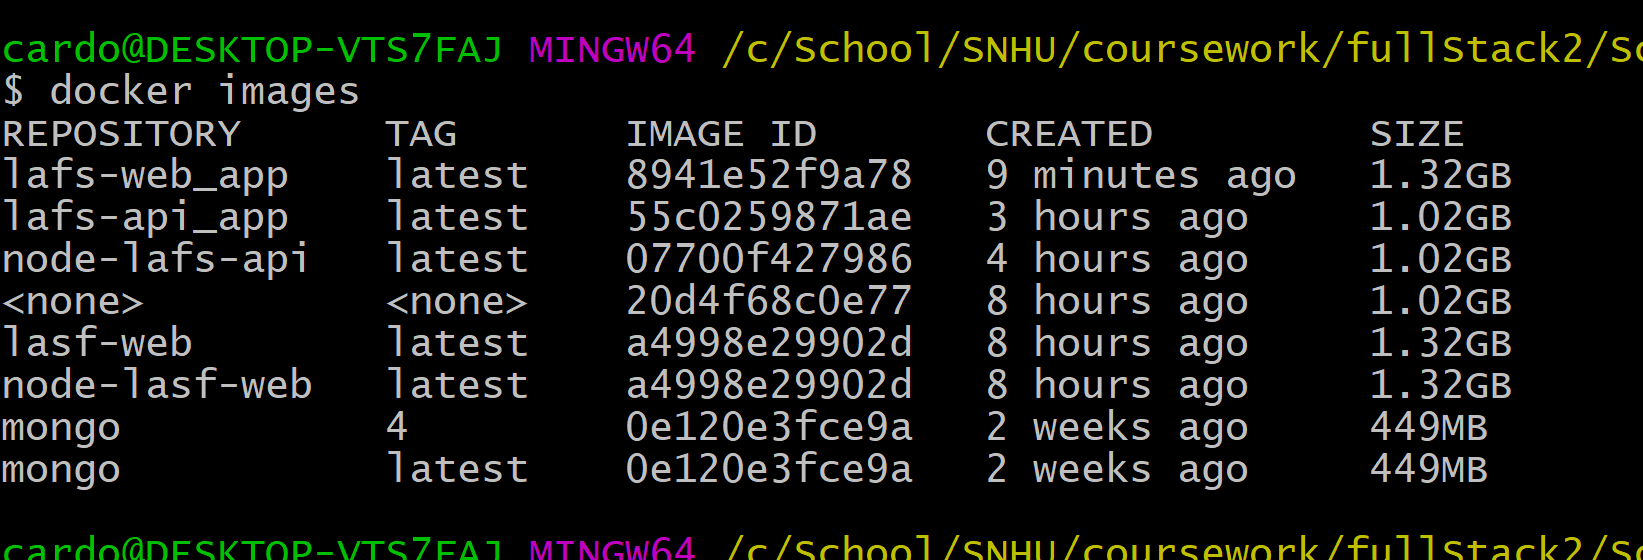 cardo@DESKTOP-VTS7FAJ MINGW64 /c/School/SNHU/coursework/fullStack2/Sc
$ docker images
REPOSITORY TAG IMAGE ID CREATED SIZE
lafs-web_app latest 8941e52f9a78 9 minutes ago 1.32GB
lafs-api_app latest 55c0259871ae 3 hours ago 1.02GB
node-lafs-api latest 07700f427986 4 hours ago 1.02GB
<none> <none> 20d4f68c0e77 8 hours ago 1.02GB
lasf-web latest a4998e29902d 8 hours ago 1.32GB
node-lasf-web latest a4998e29902d 8 hours ago 1.32GB
mongo 4 0e120e3fce9a 2 weeks ago 449MB
mongo latest 0e120e3fce9a 2 weeks ago 449MB
cardo@DESKTOP-VTS7FAJ MINGW64 /c/School/SNHU/coursework/fullStack2/Sc